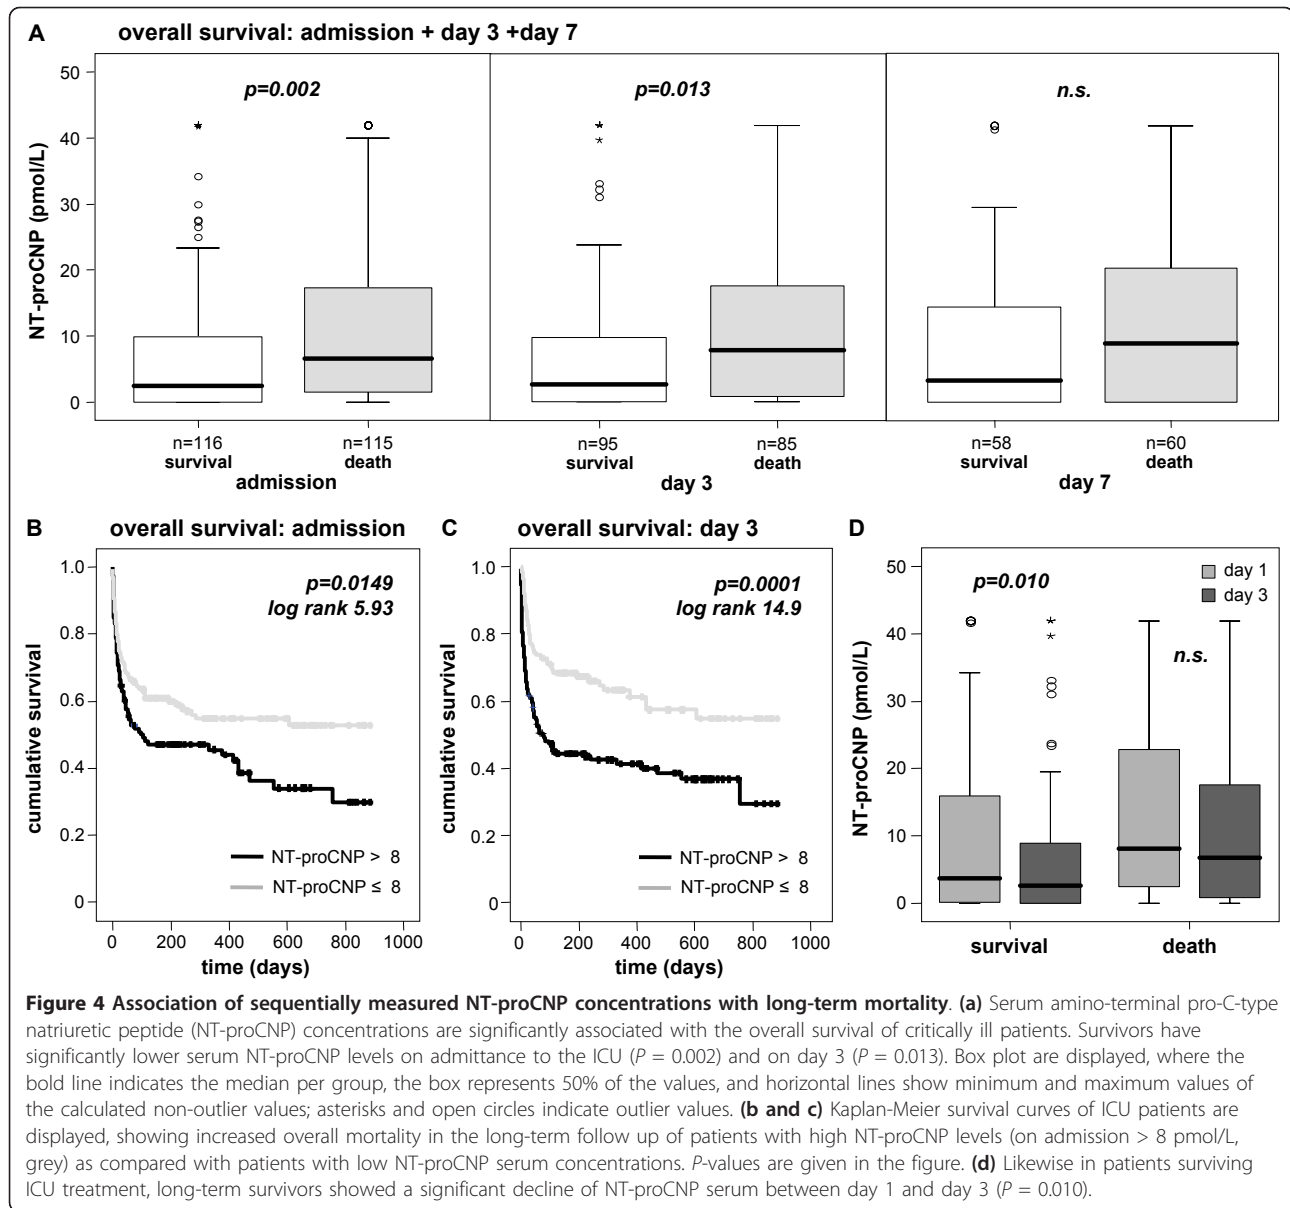 A overall survival: admission + day 3 +day 7
NT-proCNP (pmol/L)
50
40
30
20
10
0
p=0.002
p=0.013
n.s.
n=116
survival
n=115
death
admission
n=95
survival
n=85
death
day 3
n=58
survival
n=60
death
day 7
B overall survival: admission
cumulative survival
1.0
0.8
0.6
0.4
0.2
0
p=0.0149
log rank 5.93
NT-proCNP > 8
NT-proCNP ≤ 8
0 200 400 600 800 1000
time (days)
C overall survival: day 3
cumulative survival
1.0
0.8
0.6
0.4
0.2
0
p=0.0001
log rank 14.9
NT-proCNP > 8
NT-proCNP ≤ 8
0 200 400 600 800 1000
time (days)
D
NT-proCNP (pmol/L)
50
40
30
20
10
0
p=0.010
day 1
day 3
n.s.
survival death
Figure 4 Association of sequentially measured NT-proCNP concentrations with long-term mortality. (a) Serum amino-terminal pro-C-type
natriuretic peptide (NT-proCNP) concentrations are significantly associated with the overall survival of critically ill patients. Survivors have
significantly lower serum NT-proCNP levels on admittance to the ICU (P = 0.002) and on day 3 (P = 0.013). Box plot are displayed, where the
bold line indicates the median per group, the box represents 50% of the values, and horizontal lines show minimum and maximum values of
the calculated non-outlier values; asterisks and open circles indicate outlier values. (b and c) Kaplan-Meier survival curves of ICU patients are
displayed, showing increased overall mortality in the long-term follow up of patients with high NT-proCNP levels (on admission > 8 pmol/L,
grey) as compared with patients with low NT-proCNP serum concentrations. P-values are given in the figure. (d) Likewise in patients surviving
ICU treatment, long-term survivors showed a significant decline of NT-proCNP serum between day 1 and day 3 (P = 0.010).